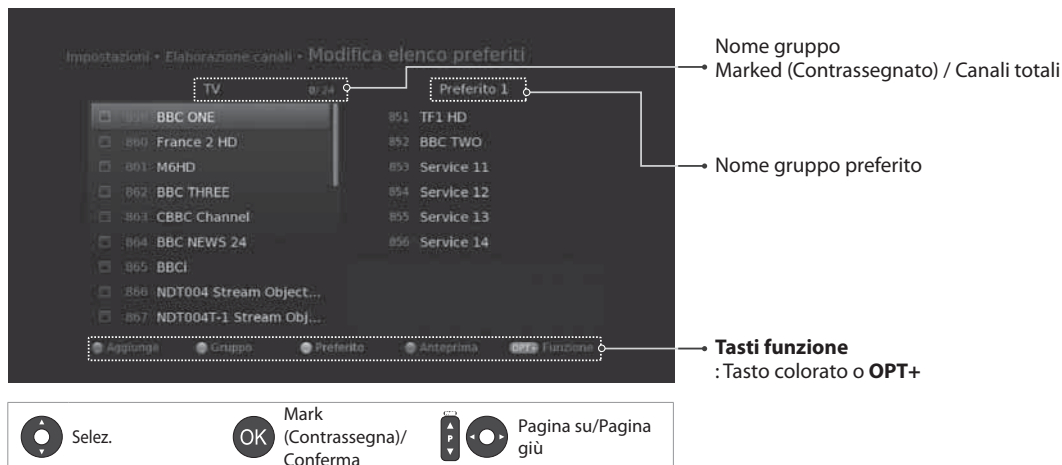 Impostazioni • Elaborazione canali • Modifica elenco preferiti
TV 0/24
Preferito 1
BBC ONE
860 France 2 HD
861 M6HD
862 BBC THREE
863 CBBC Channel
864 BBC NEWS 24
865 BBCi
866 NDT004 Stream Object...
867 NDT004T-1 Stream Obj...
851 TF1 HD
852 BBC TWO
853 Service 11
854 Service 12
855 Service 13
856 Service 14
Aggiungi Gruppo Preferito Anteprima OPT+ Funzione
Nome gruppo
Marked (Contrassegnato) / Canali totali
Nome gruppo preferito
Tasti funzione
: Tasto colorato o OPT+
Selez.
OK
Mark
(Contrassegna)/
Conferma
P
Pagina su/Pagina
giù